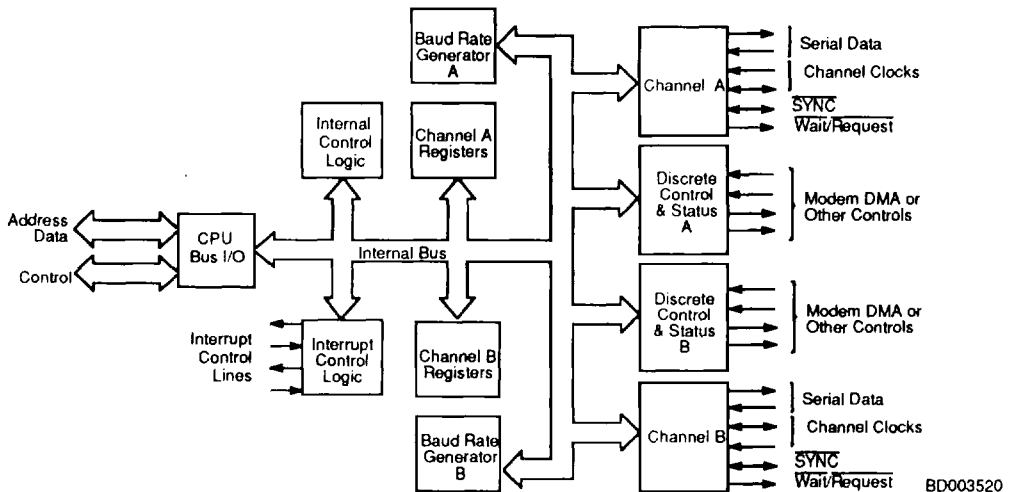 Baud Rate
Generator
A
Internal
Control
Logic
Channel A
Registers
Address
Data
Control
CPU
Bus I/O
Internal Bus
Interrupt
Control
Lines
Interrupt
Control
Logic
Channel B
Registers
Baud Rate
Generator
B
Channel A
Serial Data
Channel Clocks
SYNC
Wait/Request
Discrete
Control
& Status
A
Modem DMA or
Other Controls
Discrete
Control
& Status
B
Modem DMA or
Other Controls
Channel B
Serial Data
Channel Clocks
SYNC
Wait/Request
BD003520